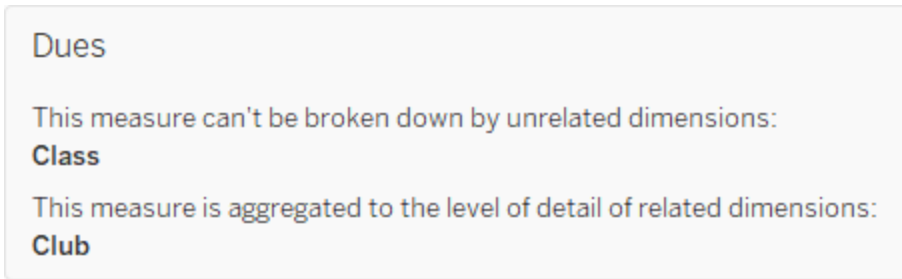 Dues
This measure can't be broken down by unrelated dimensions:
Class
This measure is aggregated to the level of detail of related dimensions:
Club